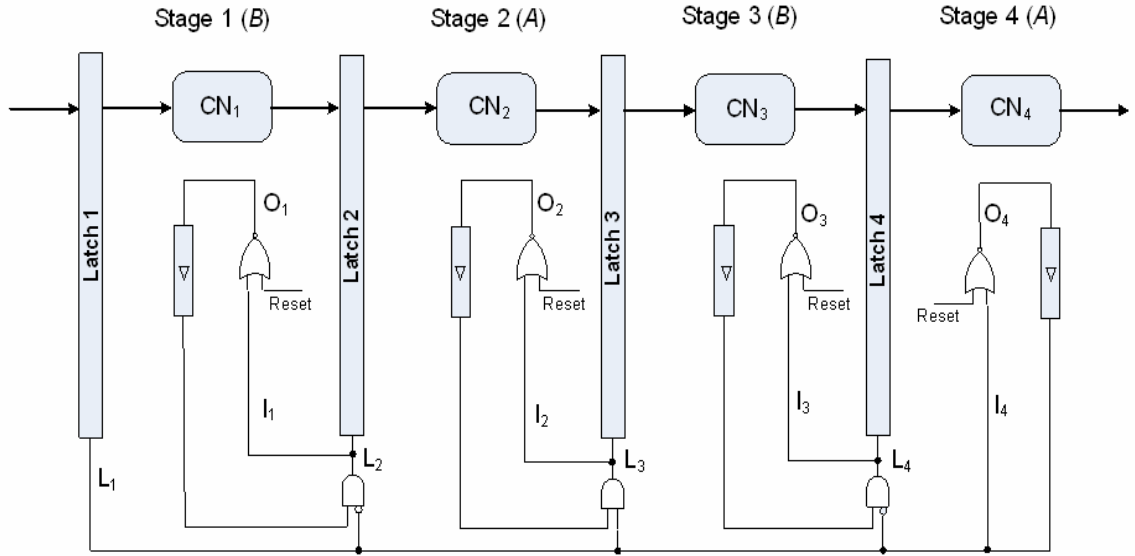 Stage 1 (B)
Stage 2 (A)
Stage 3 (B)
Stage 4 (A)
CN1
CN2
CN3
CN4
Latch 1
Latch 2
Latch 3
Latch 4
O1
O2
O3
O4
Reset
Reset
Reset
Reset
I1
I2
I3
I4
L1
L2
L3
L4